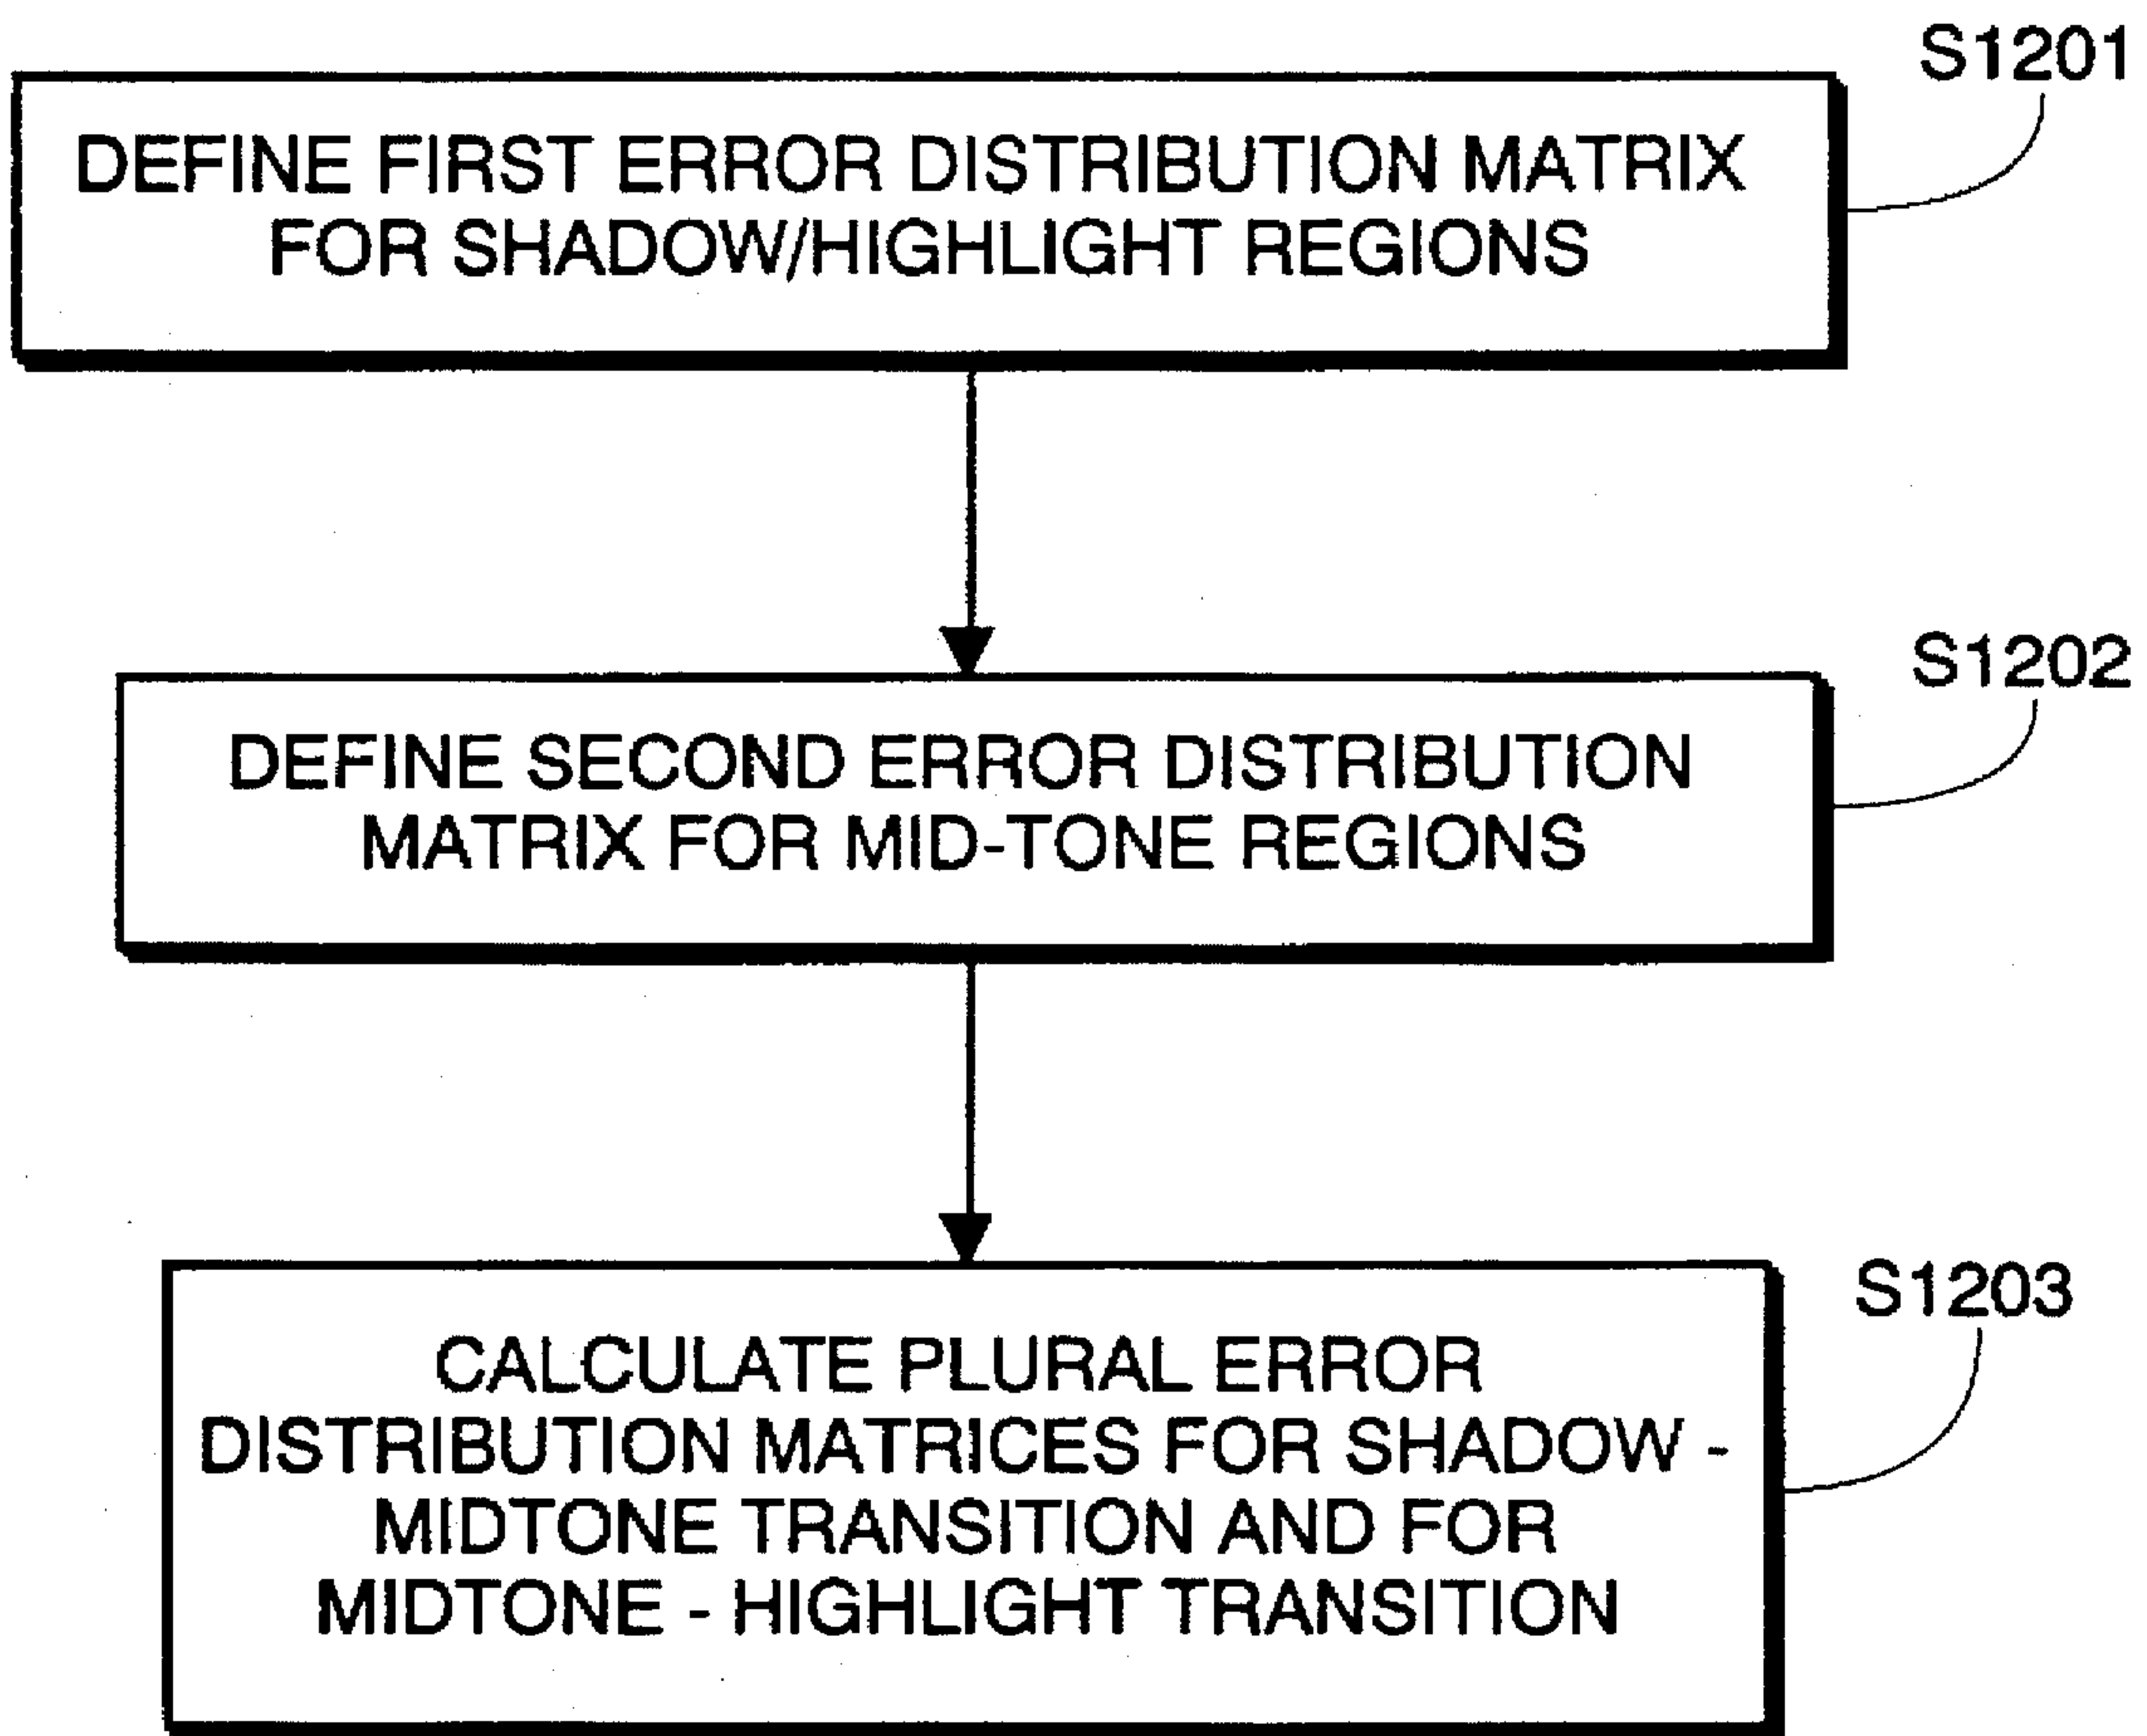 S1201
DEFINE FIRST ERROR DISTRIBUTION MATRIX
FOR SHADOW/HIGHLIGHT REGIONS
S1202
DEFINE SECOND ERROR DISTRIBUTION
MATRIX FOR MID-TONE REGIONS
S1203
CALCULATE PLURAL ERROR
DISTRIBUTION MATRICES FOR SHADOW -
MIDTONE TRANSITION AND FOR
MIDTONE - HIGHLIGHT TRANSITION